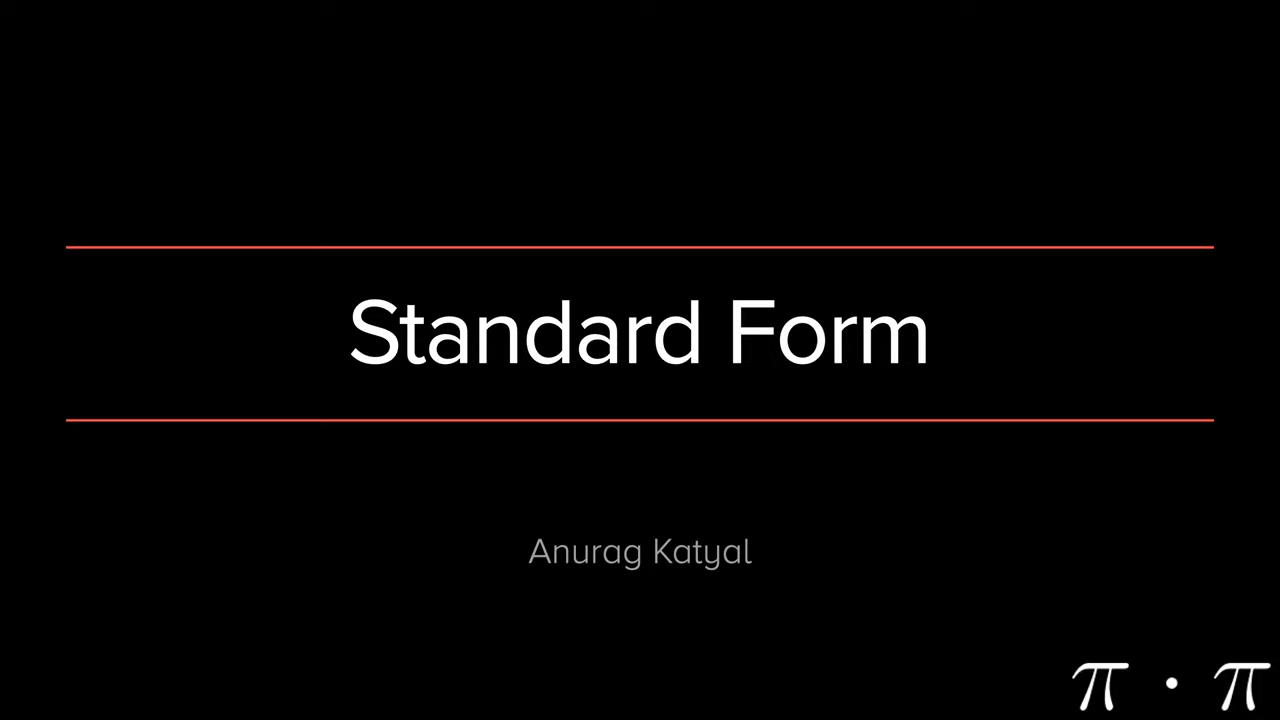 Standard Form
Anurag Katyal
π · π